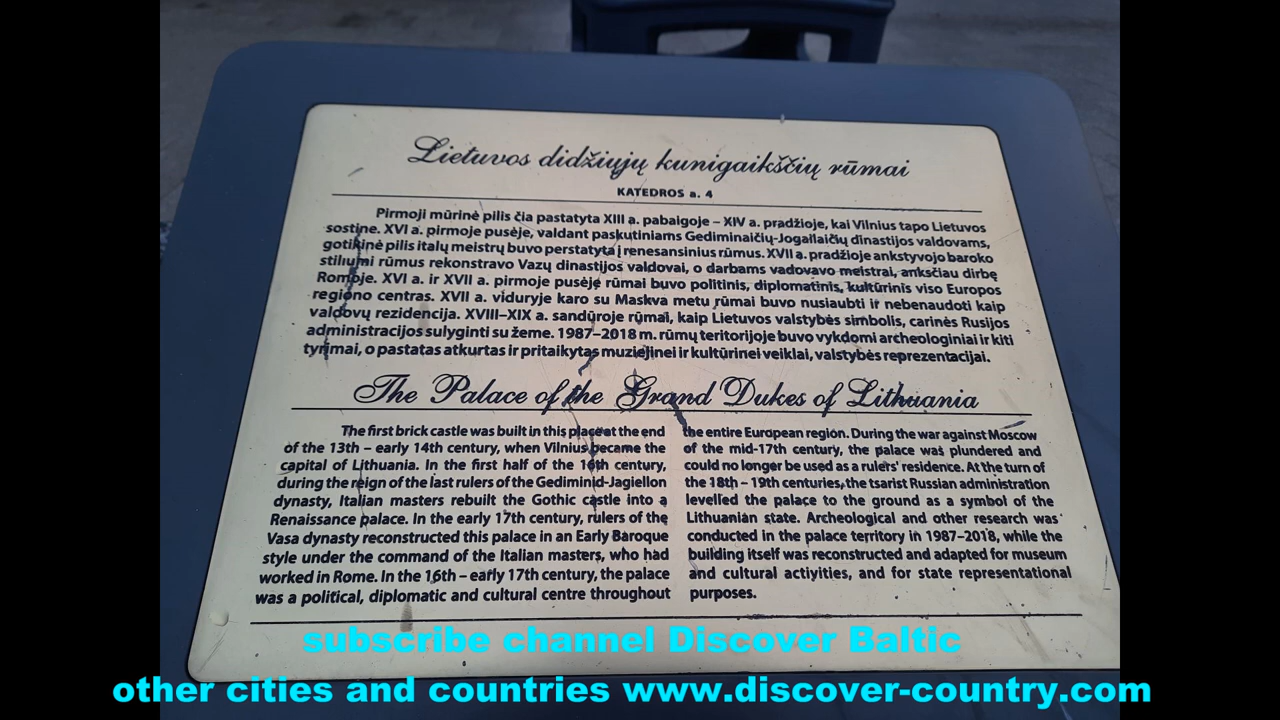 Lietuvos didžiųjų kunigaikščių rūmai
KATEDROS a. 4
Pirmoji mūrinė pilis čia pastatyta XIII a. pabaigoje – XIV a. pradžioje, kai Vilnius tapo Lietuvos
sostine. XVI a. pirmoje pusėje, valdant paskutiniams Gediminaičių-Jogailaičių dinastijos valdovams,
gotikinė pilis italų meistrų buvo perstatyta į renesansinius rūmus. XVII a. pradžioje ankstyvojo baroko
stiliumi rūmus rekonstravo Vazų dinastijos valdovai, o darbams vadovavo meistrai, anksčiau dirbę
Romoje. XVI a. ir XVII a. pirmoje pusėje rūmai buvo politinis, diplomatinis, kultūrinis viso Europos
regiono centras. XVII a. viduryje karo su Maskva metu rūmai buvo nusiaubti ir nebenaudoti kaip
valdovų rezidencija. XVIII–XIX a. sandūroje rūmai, kaip Lietuvos valstybės simbolis, carinės Rusijos
administracijos sulyginti su žeme. 1987–2018 m. rūmų teritorijoje buvo vykdomi archeologiniai ir kiti
tyrimai, o pastatas atkurtas ir pritaikytas muziejinei ir kultūrinei veiklai, valstybės reprezentacijai.
The Palace of the Grand Dukes of Lithuania
The first brick castle was built in this place at the end
of the 13th – early 14th century, when Vilnius became the
capital of Lithuania. In the first half of the 16th century,
during the reign of the last rulers of the Gediminid-Jagiellon
dynasty, Italian masters rebuilt the Gothic castle into a
Renaissance palace. In the early 17th century, rulers of the
Vasa dynasty reconstructed this palace in an Early Baroque
style under the command of the Italian masters, who had
worked in Rome. In the 16th – early 17th century, the palace
was a political, diplomatic and cultural centre throughout
the entire European region. During the war against Moscow
of the mid-17th century, the palace was plundered and
could no longer be used as a rulers' residence. At the turn of
the 18th – 19th centuries, the tsarist Russian administration
levelled the palace to the ground as a symbol of the
Lithuanian state. Archeological and other research was
conducted in the palace territory in 1987–2018, while the
building itself was reconstructed and adapted for museum
and cultural activities, and for state representational
purposes.
subscribe channel Discover Baltic
other cities and countries www.discover-country.com